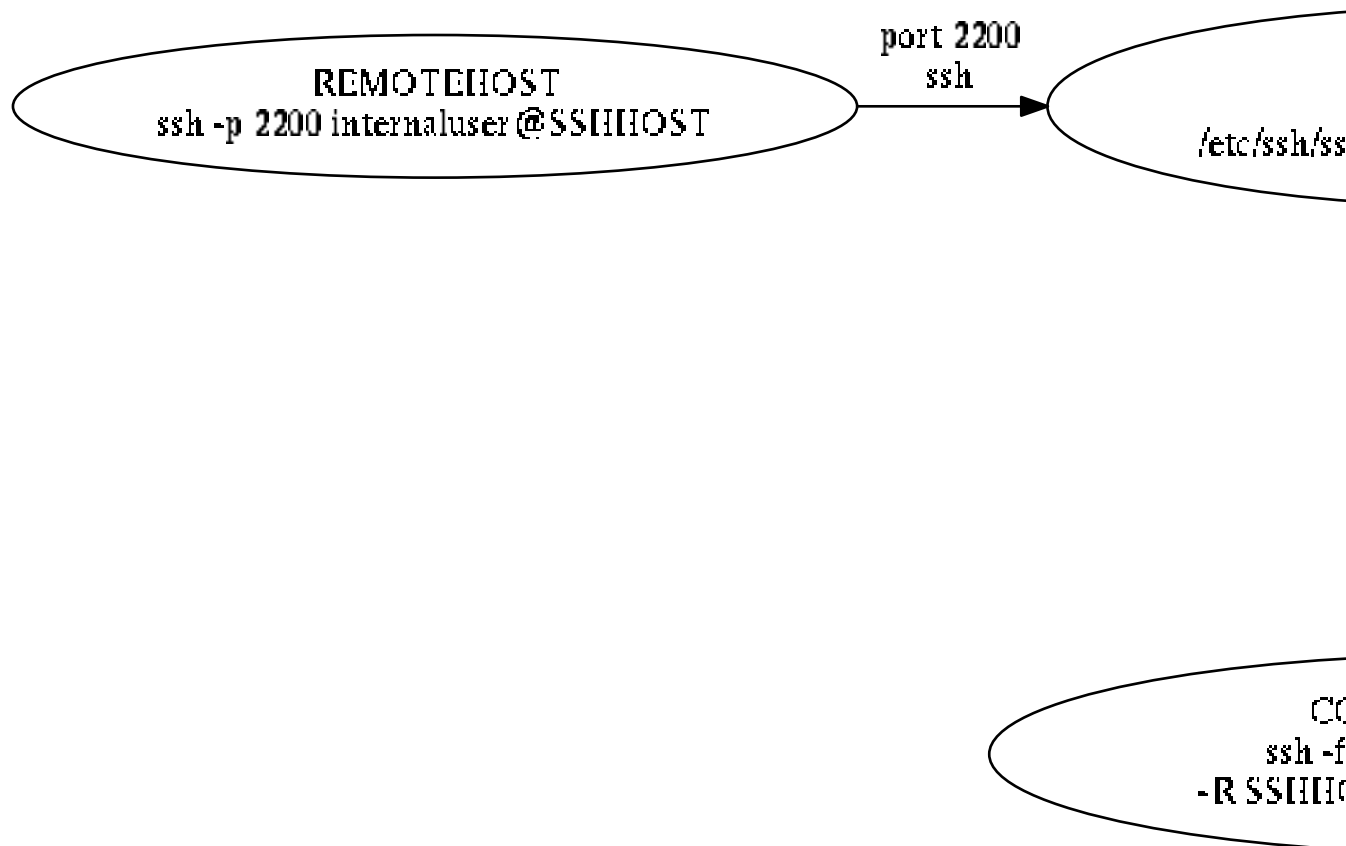 port 2200
ssh
REMOTEHOST
ssh -p 2200 internaluser@SSHHOST
/etc/ssh/ss
CO
ssh -f
-R SSHHO